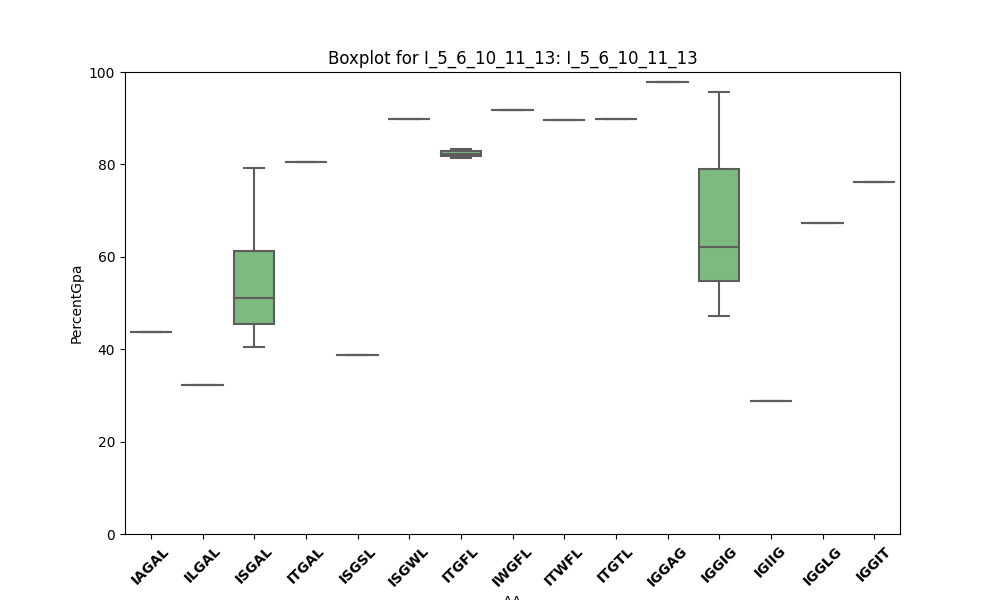 Boxplot for I_5_6_10_11_13: I_5_6_10_11_13
100
80
60
40
20
0
PercentGpa
IAGAL
ILGAL
ISGAL
ITGAL
ISGSL
ISGWL
ITGFL
IWGFL
ITWFL
ITGTL
IGGAG
IGGIG
IGIIG
IGGLG
IGGIT
AA